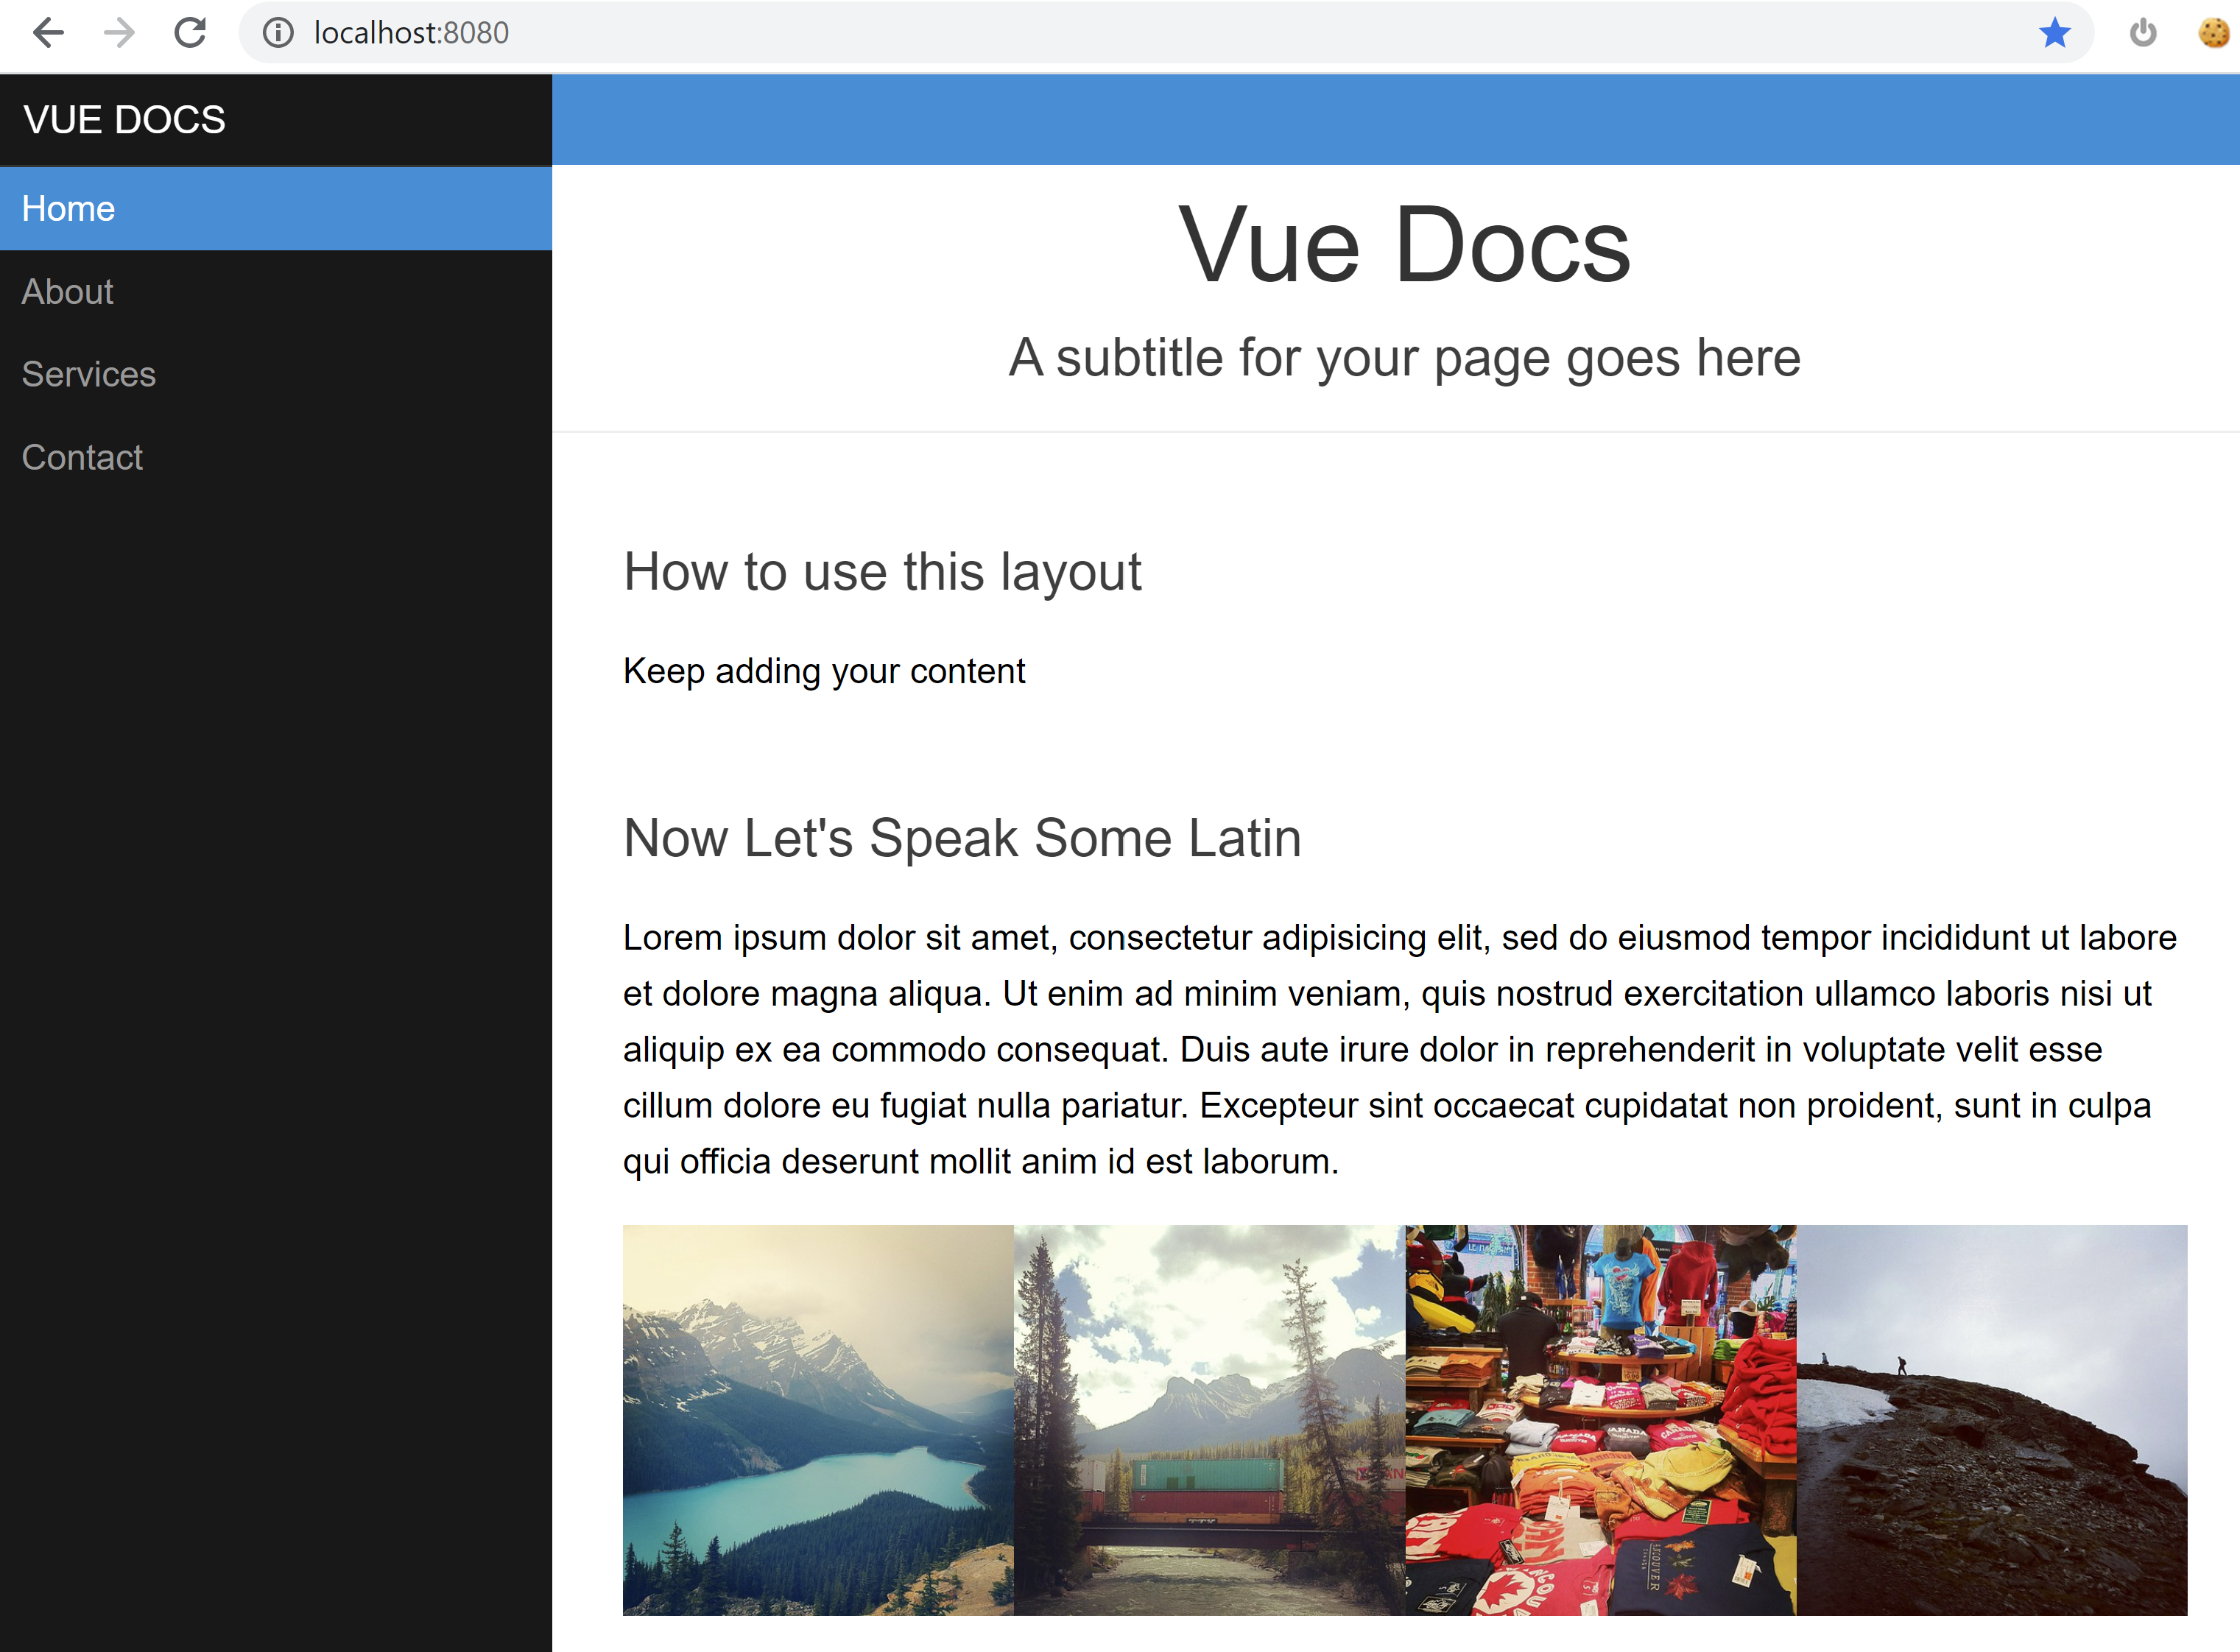 localhost:8080
VUE DOCS
Home
About
Services
Contact
Vue Docs
A subtitle for your page goes here
How to use this layout
Keep adding your content
Now Let's Speak Some Latin
Lorem ipsum dolor sit amet, consectetur adipisicing elit, sed do eiusmod tempor incididunt ut labore
et dolore magna aliqua. Ut enim ad minim veniam, quis nostrud exercitation ullamco laboris nisi ut
aliquip ex ea commodo consequat. Duis aute irure dolor in reprehenderit in voluptate velit esse
cillum dolore eu fugiat nulla pariatur. Excepteur sint occaecat cupidatat non proident, sunt in culpa
qui officia deserunt mollit anim id est laborum.
CANADA
CANADA